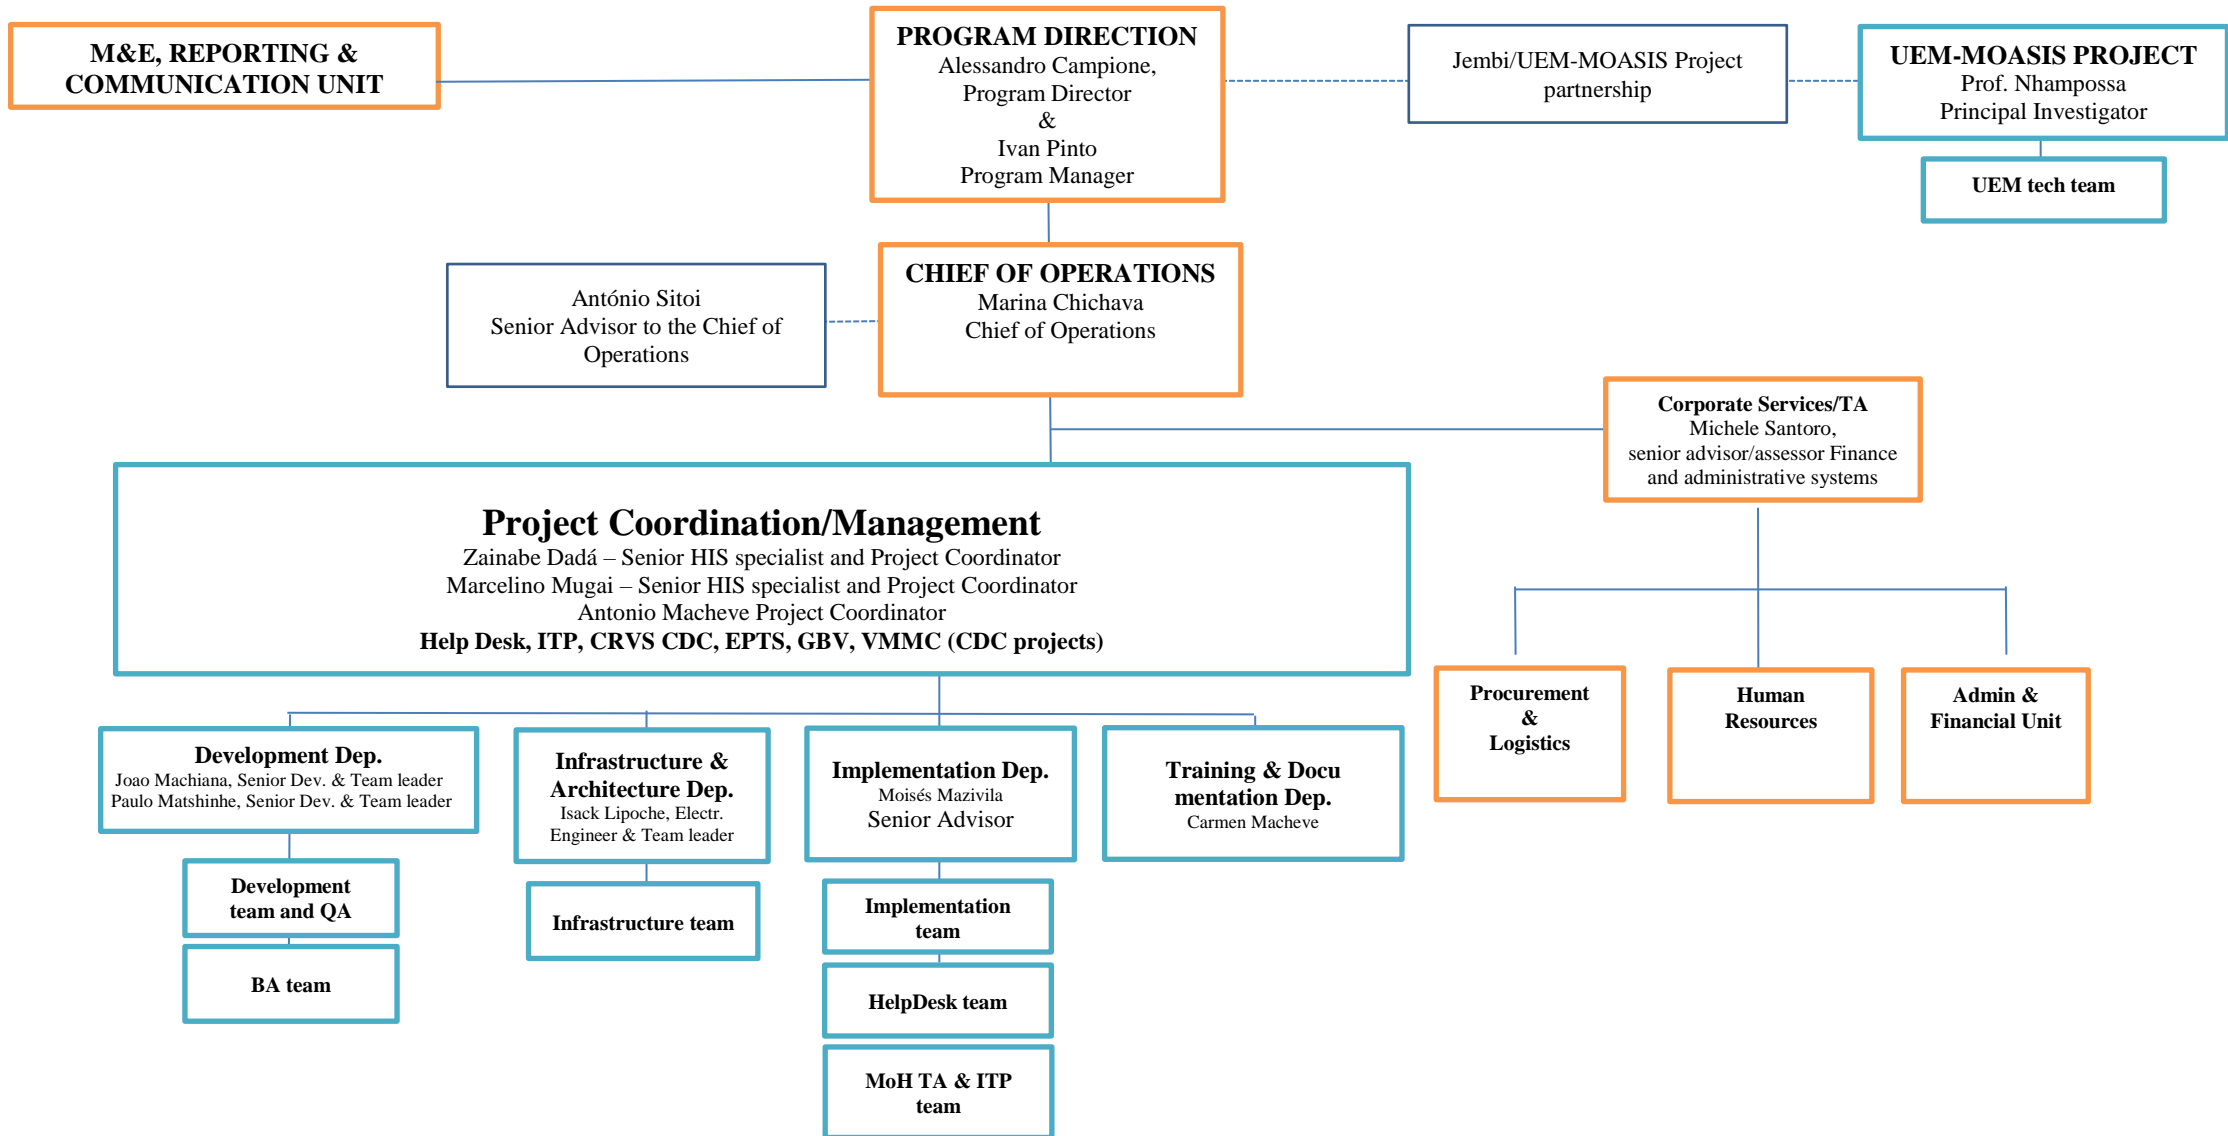 M&E, REPORTING &
COMMUNICATION UNIT
PROGRAM DIRECTION
Alessandro Campione,
Program Director
&
Ivan Pinto
Program Manager
Jembi/UEM-MOASIS Project
partnership
UEM-MOASIS PROJECT
Prof. Nhampossa
Principal Investigator
UEM tech team
António Sitoi
Senior Advisor to the Chief of
Operations
CHIEF OF OPERATIONS
Marina Chichava
Chief of Operations
Corporate Services/TA
Michele Santoro,
senior advisor/assessor Finance
and administrative systems
Project Coordination/Management
Zainabe Dadá – Senior HIS specialist and Project Coordinator
Marcelino Mugai – Senior HIS specialist and Project Coordinator
Antonio Macheve Project Coordinator
Help Desk, ITP, CRVS CDC, EPTS, GBV, VMMC (CDC projects)
Procurement
&
Logistics
Human
Resources
Admin &
Financial Unit
Development Dep.
Joao Machiana, Senior Dev. & Team leader
Paulo Matshinhe, Senior Dev. & Team leader
Infrastructure &
Architecture Dep.
Isack Lipoche, Electr.
Engineer & Team leader
Implementation Dep.
Moisés Mazivila
Senior Advisor
Training & Docu
mentation Dep.
Carmen Macheve
Development
team and QA
BA team
Infrastructure team
Implementation
team
HelpDesk team
MoH TA & ITP
team